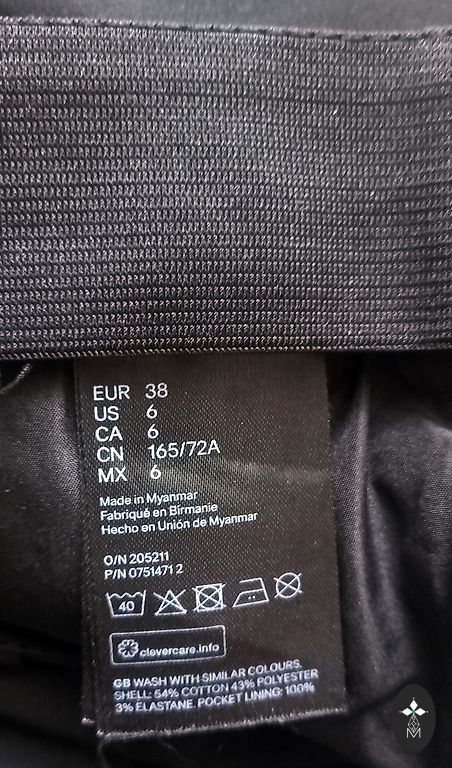 EUR 38
US 6
CA 6
CN 165/72A
MX 6
Made in Myanmar
Fabriqué en Birmanie
Hecho en Unión de Myanmar
O/N 205211
P/N 0751471 2
40
clevercare.info
GB WASH WITH SIMILAR COLOURS.
SHELL: 54% COTTON 43% POLYESTER
3% ELASTANE. POCKET LINING: 100%
M